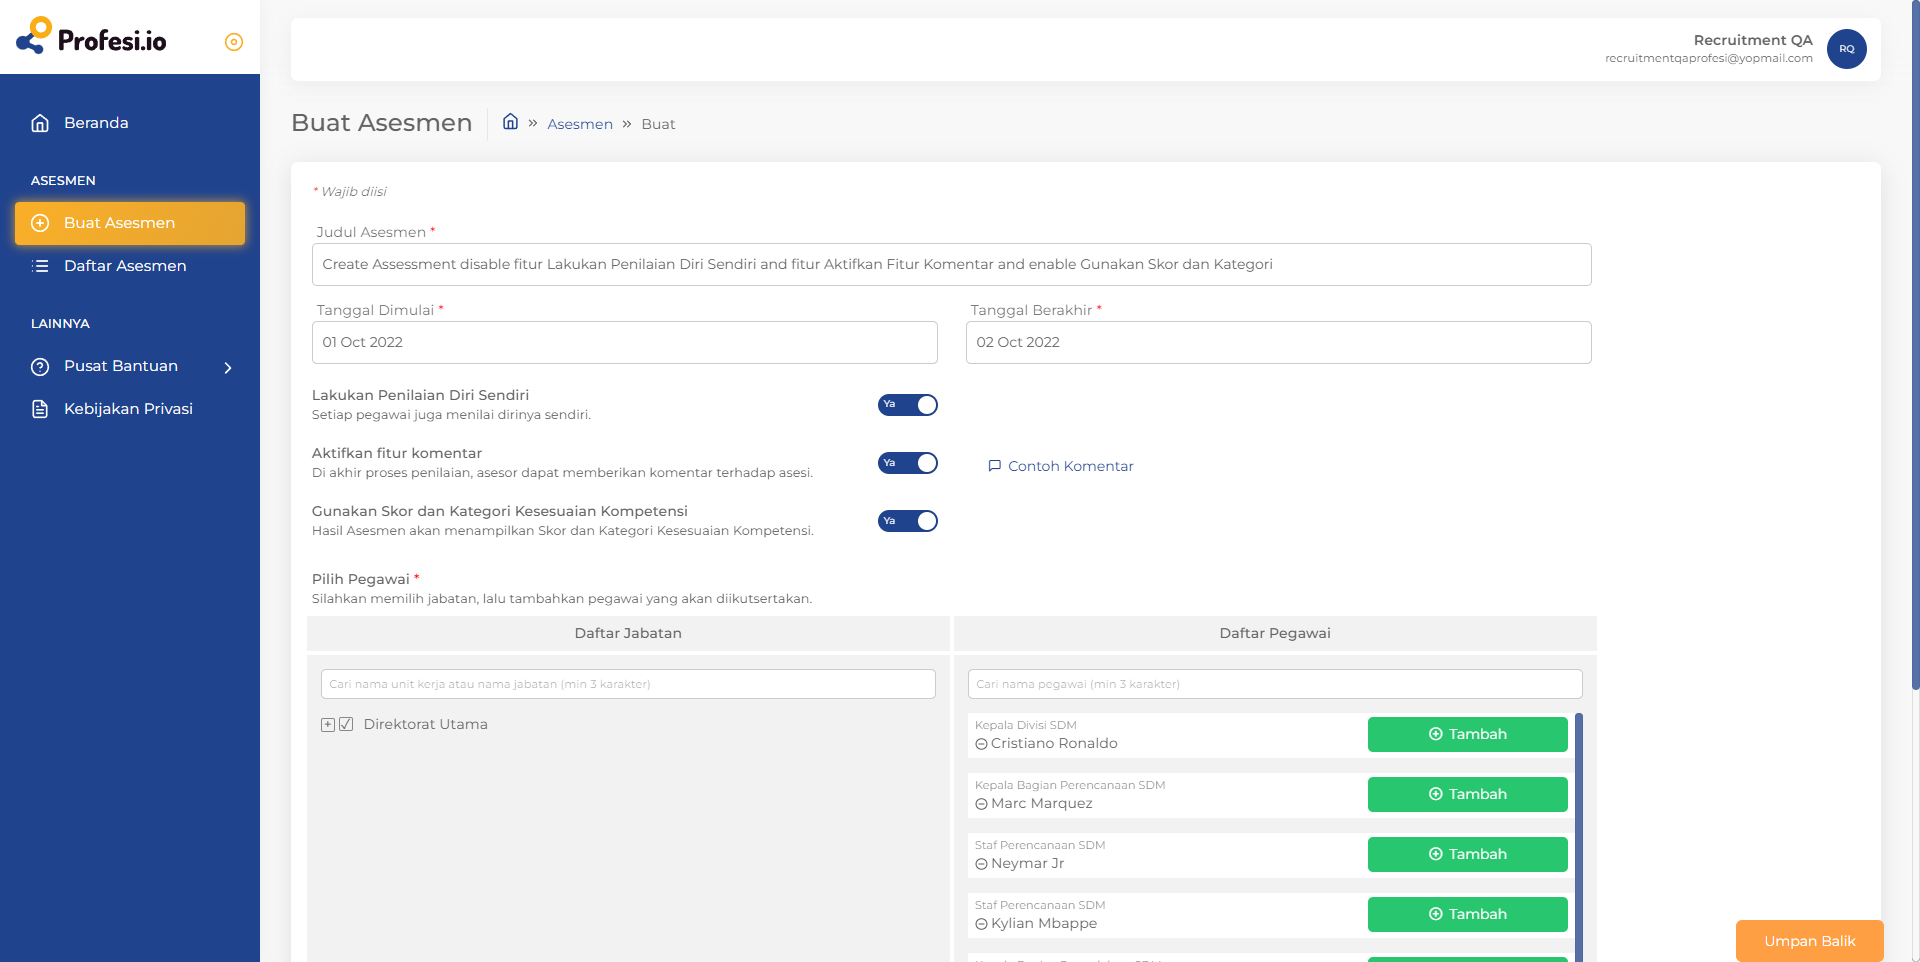 Profesi.io
Recruitment QA
recruitmentqaprofesi@yopmail.com
RQ
Beranda
ASESMEN
Buat Asesmen
Daftar Asesmen
LAINNYA
Pusat Bantuan
Kebijakan Privasi
Buat Asesmen
» Asesmen » Buat
* Wajib diisi
Judul Asesmen *
Create Assessment disable fitur Lakukan Penilaian Diri Sendiri and fitur Aktifkan Fitur Komentar and enable Gunakan Skor dan Kategori
Tanggal Dimulai *
01 Oct 2022
Tanggal Berakhir *
02 Oct 2022
Lakukan Penilaian Diri Sendiri
Setiap pegawai juga menilai dirinya sendiri.
Ya
Aktifkan fitur komentar
Di akhir proses penilaian, asesor dapat memberikan komentar terhadap asesi.
Ya
Contoh Komentar
Gunakan Skor dan Kategori Kesesuaian Kompetensi
Hasil Asesmen akan menampilkan Skor dan Kategori Kesesuaian Kompetensi.
Ya
Pilih Pegawai *
Silahkan memilih jabatan, lalu tambahkan pegawai yang akan diikutsertakan.
Daftar Jabatan
Cari nama unit kerja atau nama jabatan (min 3 karakter)
Direktorat Utama
Daftar Pegawai
Cari nama pegawai (min 3 karakter)
Kepala Divisi SDM
Cristiano Ronaldo
Tambah
Kepala Bagian Perencanaan SDM
Marc Marquez
Tambah
Staf Perencanaan SDM
Neymar Jr
Tambah
Staf Perencanaan SDM
Kylian Mbappe
Tambah
Umpan Balik